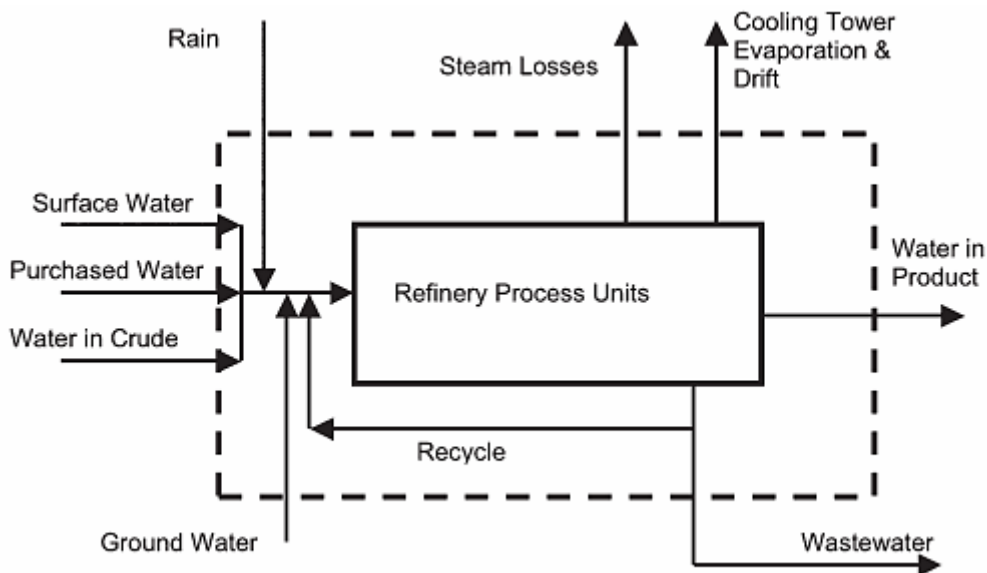 Rain
Steam Losses
Cooling Tower
Evaporation &
Drift
Surface Water
Purchased Water
Water in Crude
Refinery Process Units
Water in
Product
Recycle
Ground Water
Wastewater